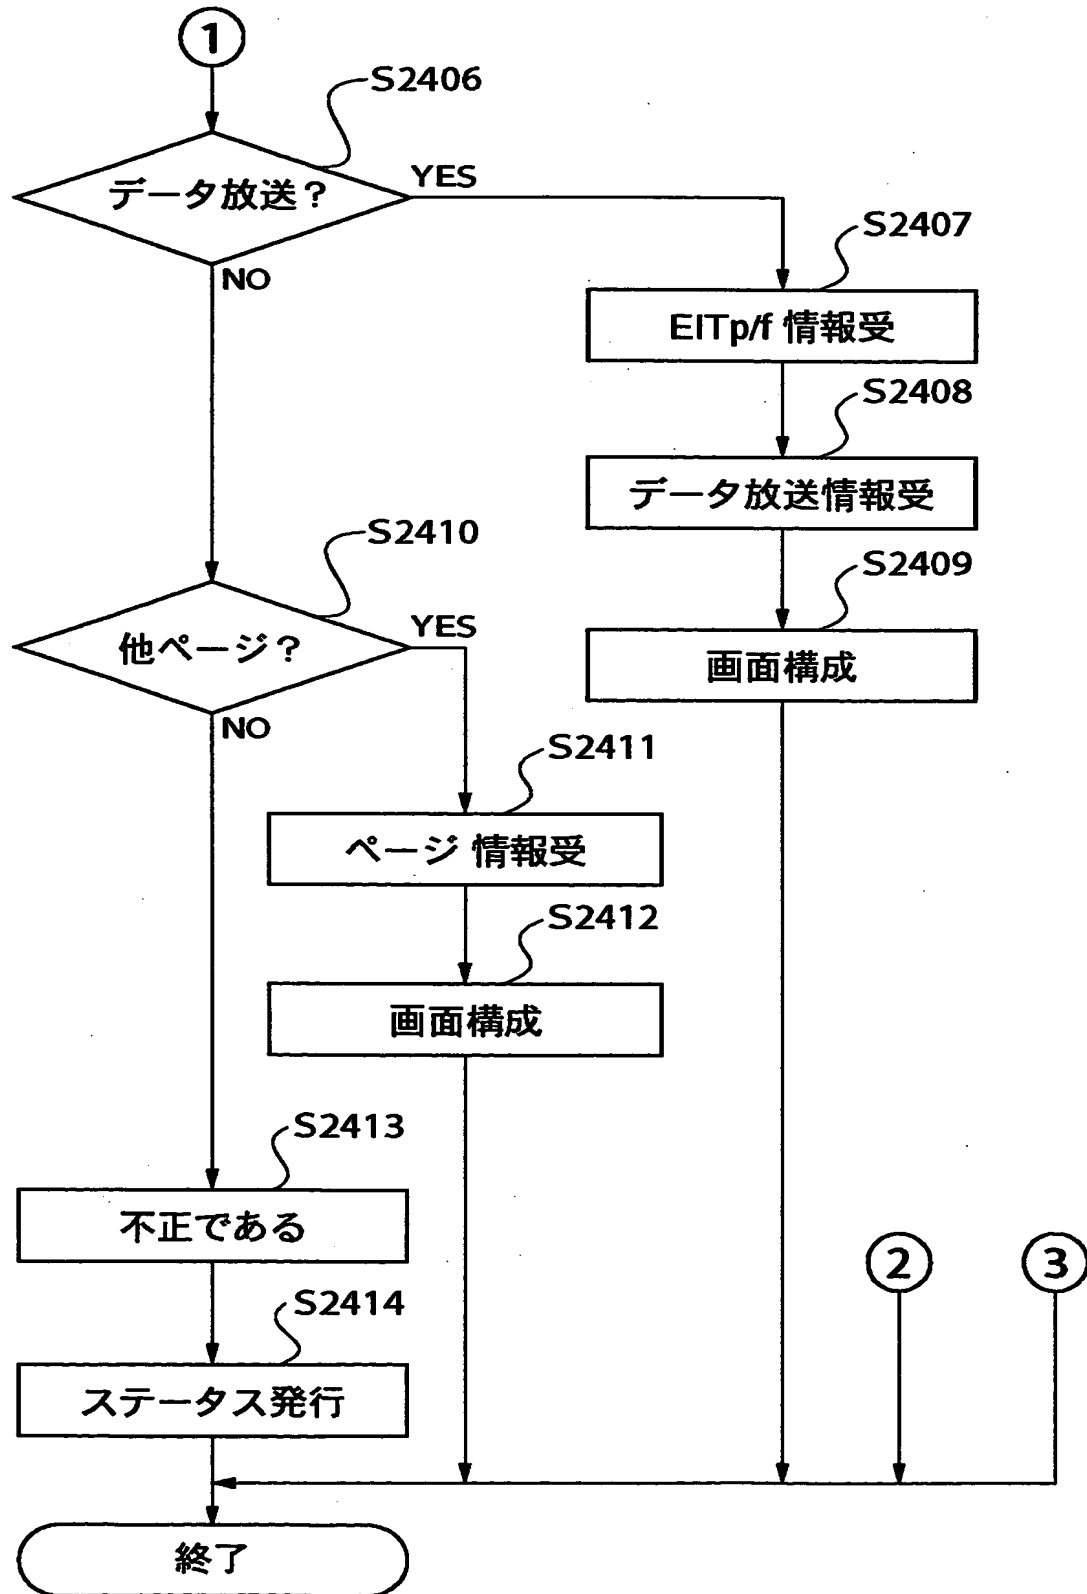 1
S2406
データ放送?
YES
NO
S2407
EITp/f 情報受
S2408
データ放送情報受
S2409
画面構成
S2410
他ページ?
YES
NO
S2411
ページ 情報受
S2412
画面構成
S2413
不正である
S2414
ステータス発行
2
3
終了